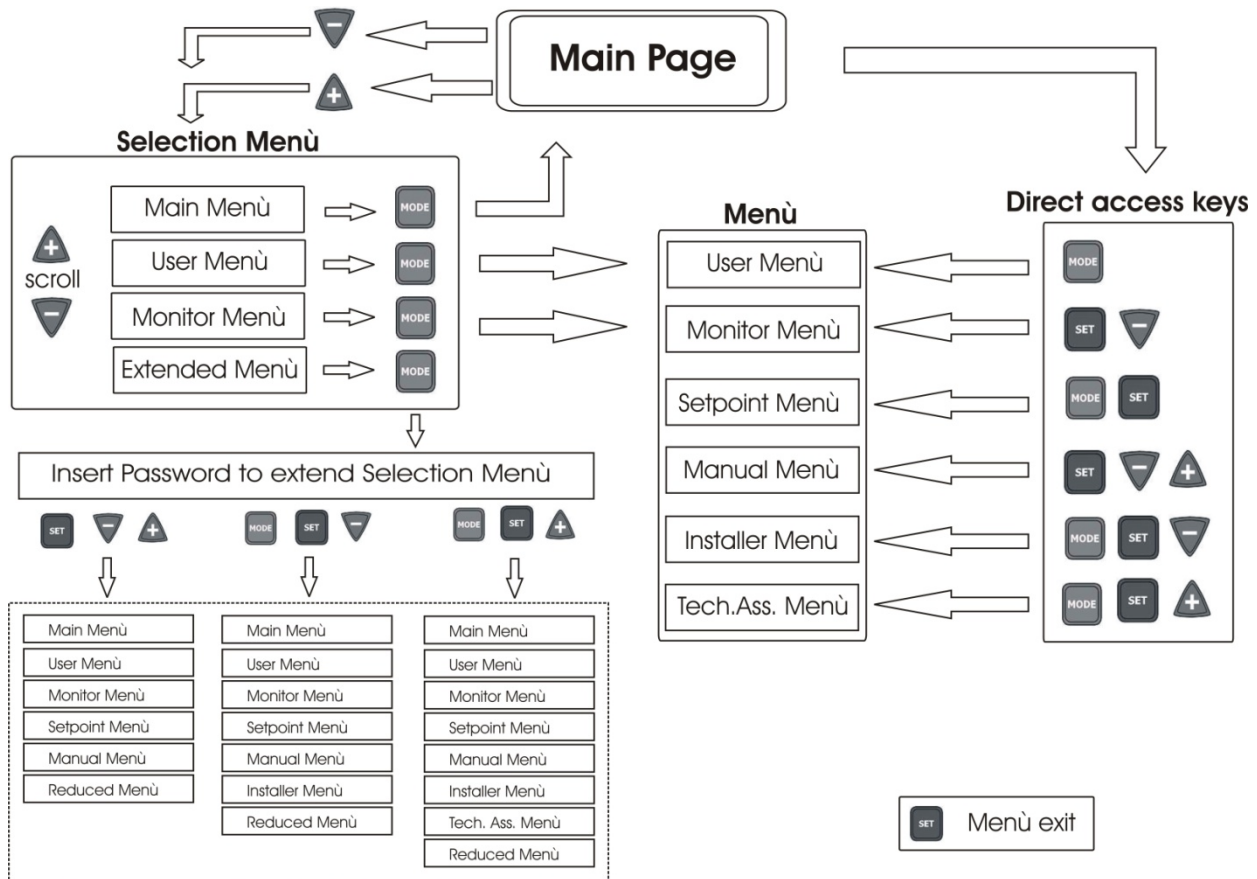 Main Page
Selection Menù
Main Menù
MODE
User Menù
MODE
scroll
Monitor Menù
MODE
Extended Menù
MODE
Insert Password to extend Selection Menù
SET
MODE SET
MODE SET
Main Menù
User Menù
Monitor Menù
Setpoint Menù
Manual Menù
Reduced Menù
Main Menù
User Menù
Monitor Menù
Setpoint Menù
Manual Menù
Installer Menù
Reduced Menù
Main Menù
User Menù
Monitor Menù
Setpoint Menù
Manual Menù
Installer Menù
Tech. Ass. Menù
Reduced Menù
Menù
User Menù
Monitor Menù
Setpoint Menù
Manual Menù
Installer Menù
Tech.Ass. Menù
Direct access keys
MODE
SET
MODE SET
SET
MODE SET
MODE SET
SET Menù exit